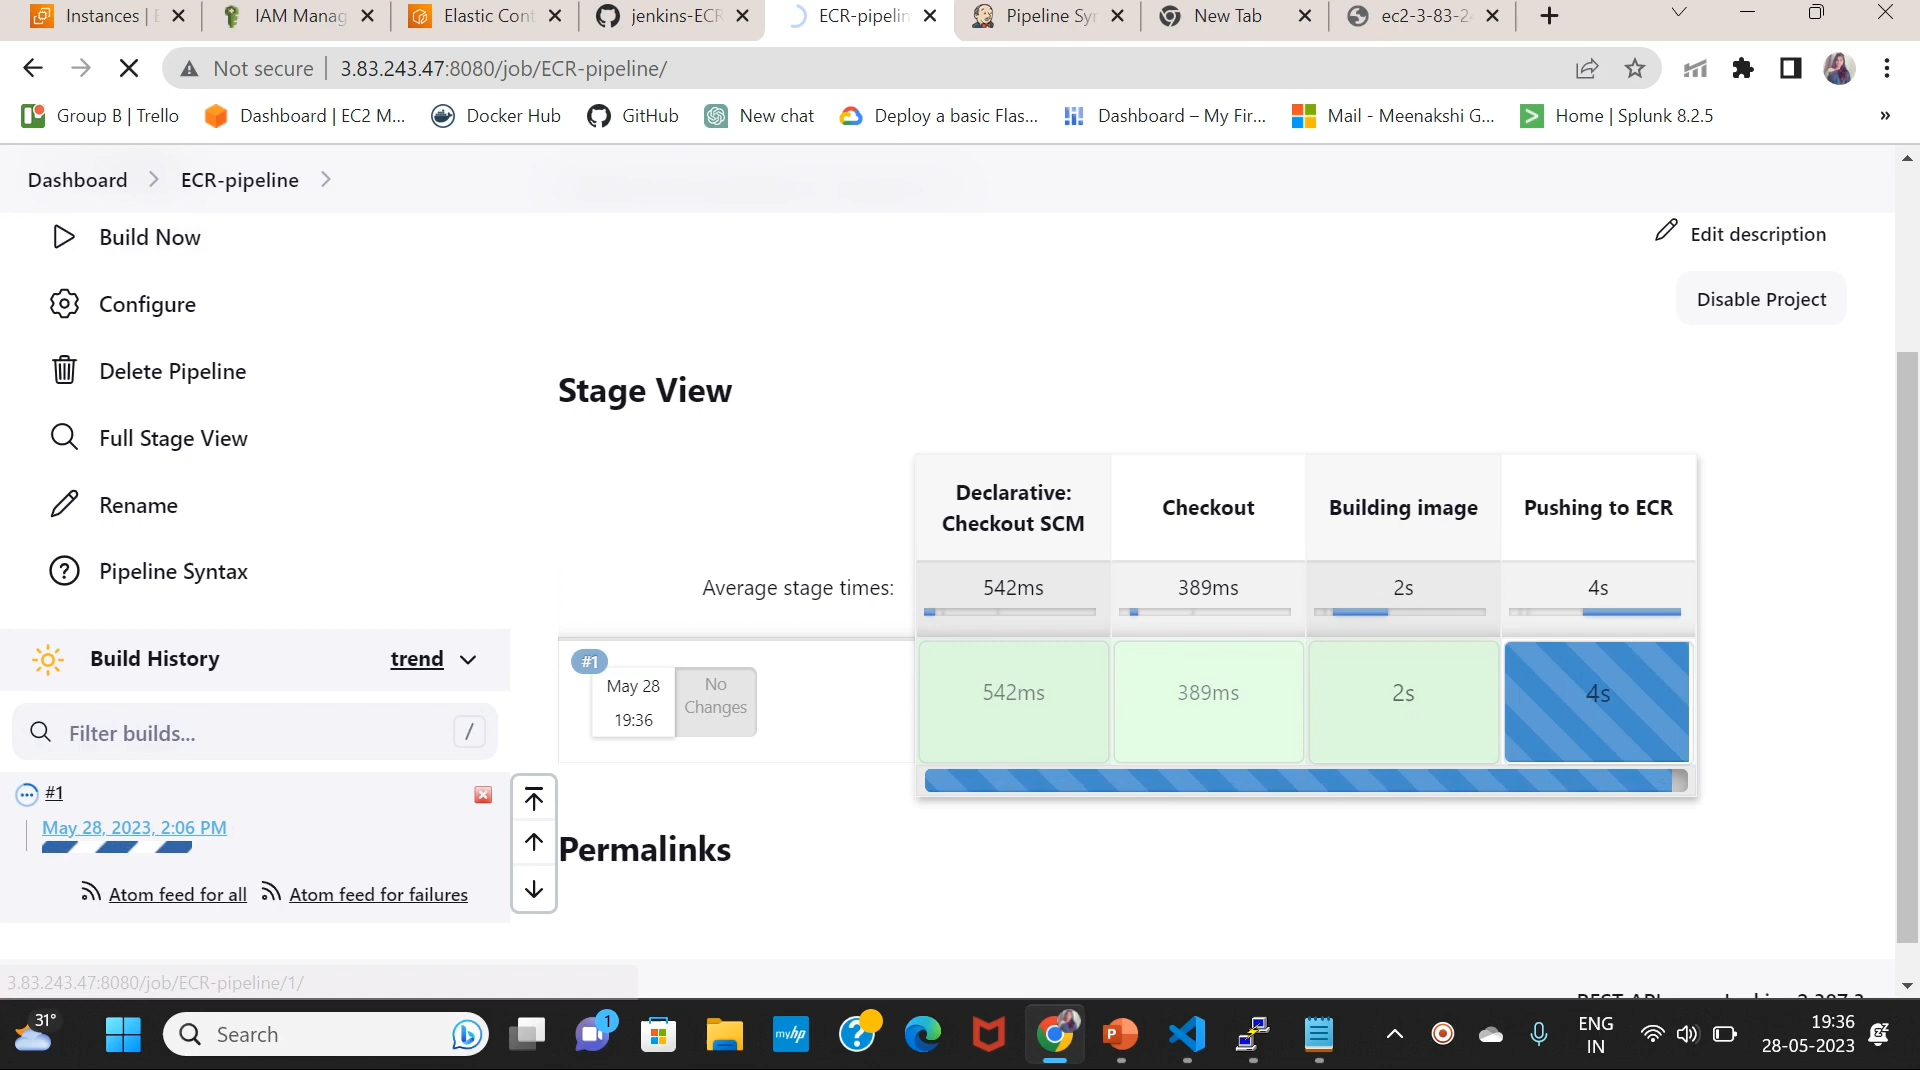 Instances | E
IAM Manag
Elastic Cont
jenkins-ECR
ECR-pipelin
Pipeline Syn
New Tab
ec2-3-83-24
Not secure
3.83.243.47:8080/job/ECR-pipeline/
Group B | Trello
Dashboard | EC2 M...
Docker Hub
GitHub
New chat
Deploy a basic Flas...
Dashboard – My Fir...
Mail - Meenakshi G...
Home | Splunk 8.2.5
»
Dashboard
ECR-pipeline
Build Now
Edit description
Configure
Disable Project
Delete Pipeline
Stage View
Full Stage View
Rename
Pipeline Syntax
Declarative:
Checkout SCM
Checkout
Building image
Pushing to ECR
Average stage times:
542ms
389ms
2s
4s
Build History
trend
#1
May 28
19:36
No
Changes
542ms
389ms
2s
4s
Filter builds...
/
#1
May 28, 2023, 2:06 PM
Permalinks
Atom feed for all
Atom feed for failures
3.83.243.47:8080/job/ECR-pipeline/1/
31°
Search
1
myhp
ENG
IN
19:36
28-05-2023